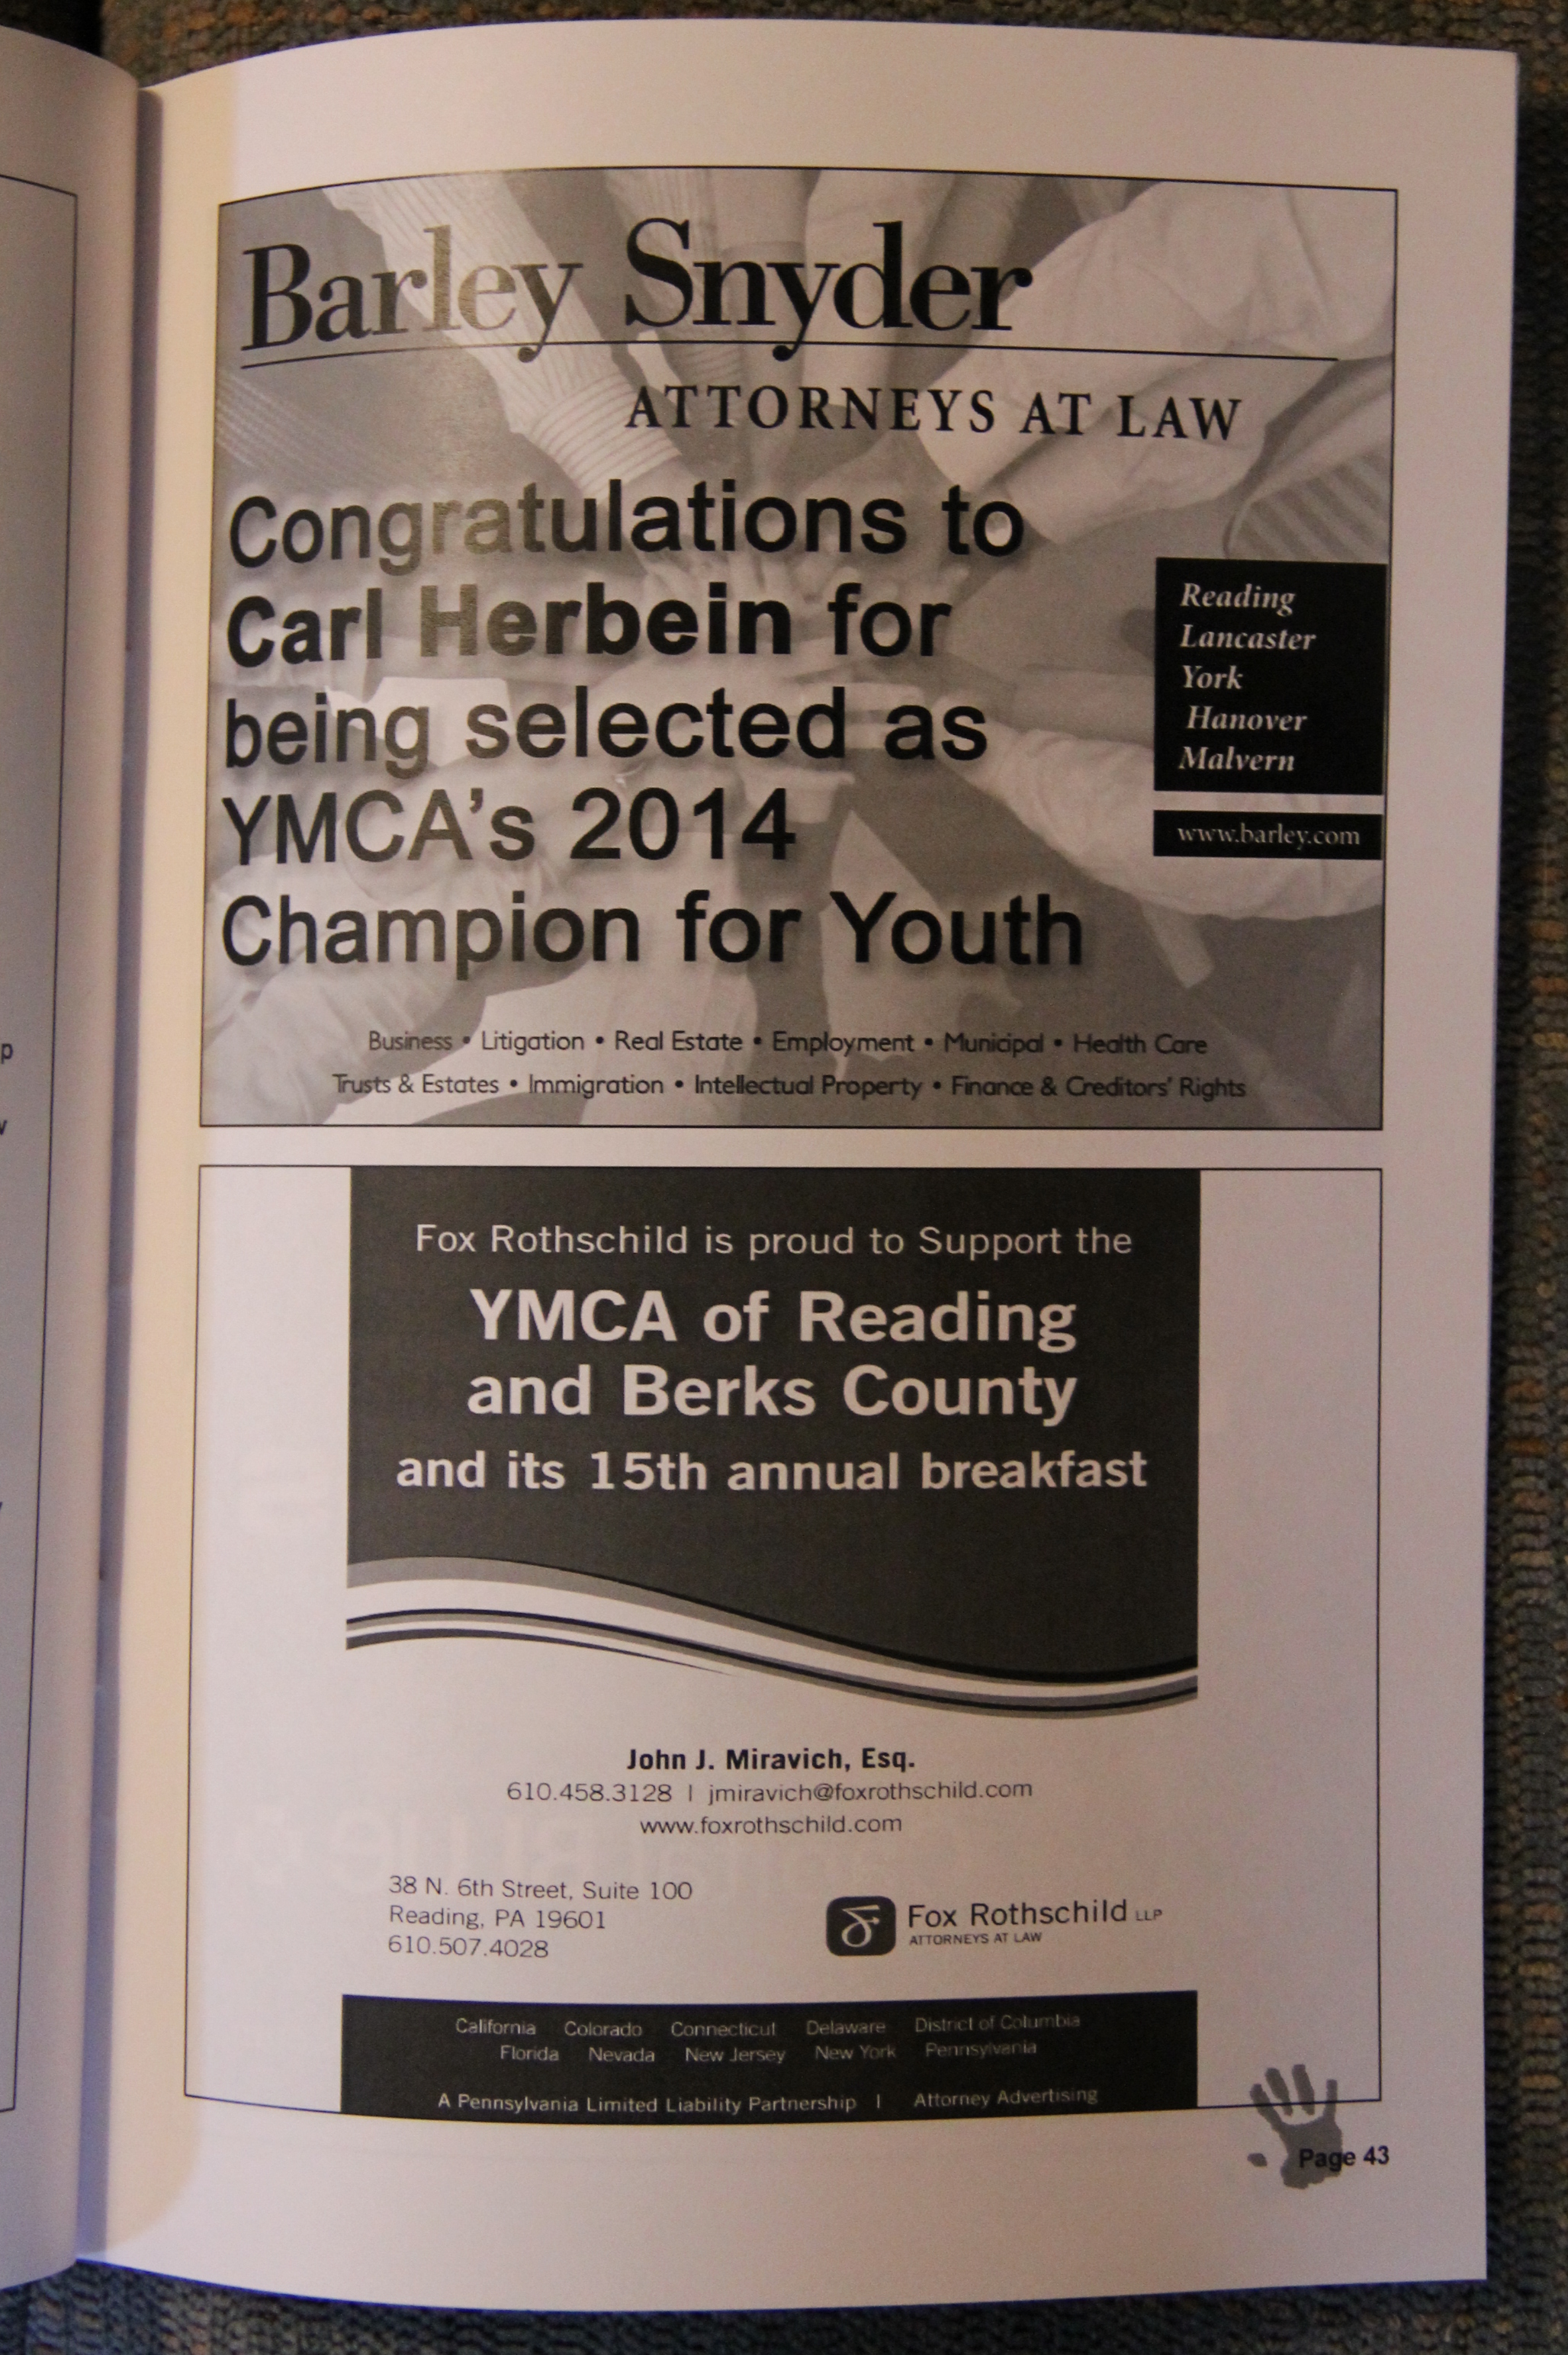 Barley Snyder
ATTORNEYS AT LAW
Congratulations to
Carl Herbein for
being selected as
YMCA's 2014
Champion for Youth
Reading
Lancaster
York
Hanover
Malvern
www.barley.com
Business • Litigation • Real Estate • Employment • Municipal • Health Care
Trusts & Estates • Immigration • Intellectual Property • Finance & Creditors' Rights
Fox Rothschild is proud to Support the
YMCA of Reading
and Berks County
and its 15th annual breakfast
John J. Miravich, Esq.
610.458.3128 | jmiravich@foxrothschild.com
www.foxrothschild.com
38 N. 6th Street, Suite 100
Reading, PA 19601
610.507.4028
Fox Rothschild LLP
ATTORNEYS AT LAW
California Colorado Connecticut Delaware District of Columbia
Florida Nevada New Jersey New York Pennsylvania
A Pennsylvania Limited Liability Partnership | Attorney Advertising
Page 43